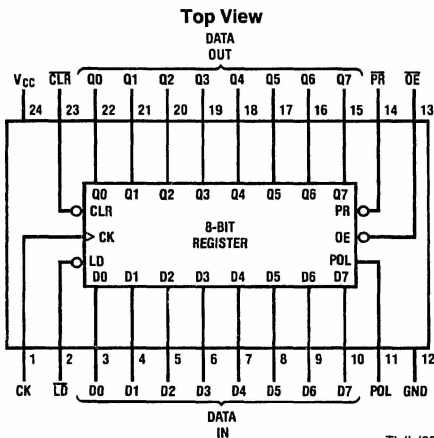 Top View
DATA
OUT
VCC CLR Q0 Q1 Q2 Q3 Q4 Q5 Q6 Q7 PR OE
24 23 22 21 20 19 18 17 16 15 14 13
Q0 Q1 Q2 Q3 Q4 Q5 Q6 Q7
CLR PR
8-BIT
CK OE
REGISTER
LD POL
D0 D1 D2 D3 D4 D5 D6 D7
1 2 3 4 5 6 7 8 9 10 11 12
CK LD D0 D1 D2 D3 D4 D5 D6 D7 POL GND
DATA
IN